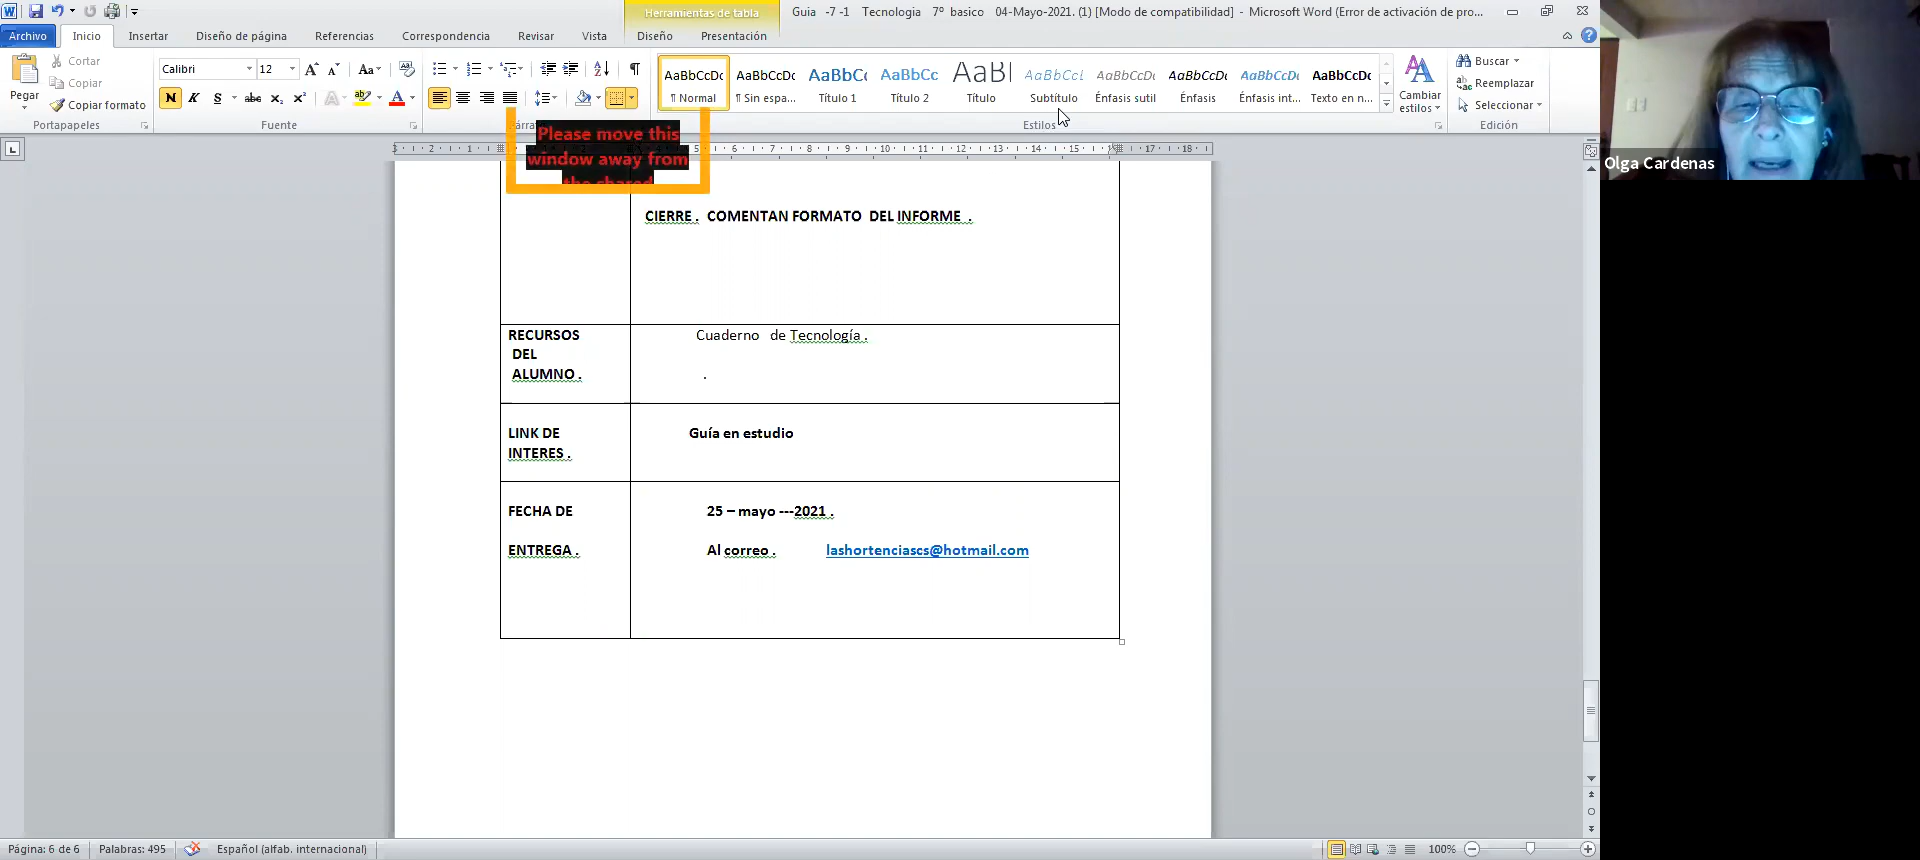 Herramientas de tabla
Guia -7 -1 Tecnologia 7º basico 04-Mayo-2021. (1) [Modo de compatibilidad] - Microsoft Word (Error de activación de pro...
Archivo Inicio Insertar Diseño de página Referencias Correspondencia Revisar Vista Diseño Presentación
Pegar
Cortar
Copiar
Copiar formato
Portapapeles
Calibri 12
Fuente
AaBbCcDc AaBbCcDc AaBbCc AaBbCc AaBl AaBbCcL AaBbCcDc AaBbCcDc AaBbCcDc AaBbCcDc
¶ Normal ¶ Sin espa... Título 1 Título 2 Título Subtítulo Énfasis sutil Énfasis Énfasis int... Texto en n...
Estilos
Cambiar
estilos
Buscar
Reemplazar
Seleccionar
Edición
Please move this
window away from
the shared
Olga Cardenas
CIERRE . COMENTAN FORMATO DEL INFORME .
RECURSOS
DEL
ALUMNO .
Cuaderno de Tecnología .
.
LINK DE
INTERES .
Guía en estudio
FECHA DE
ENTREGA .
25 – mayo ---2021 .
Al correo . lashortenciascs@hotmail.com
Página: 6 de 6 Palabras: 495 Español (alfab. internacional) 100%